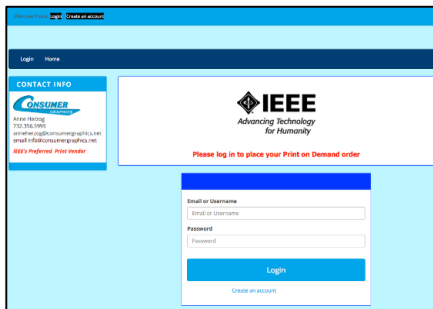 Welcome Guest Login Create an account
Login Home
CONTACT INFO
CONSUMER
GRAPHICS
Anne Herzog
732.356.5999
anneherzog@consumergraphics.net
email info@consumergraphics.net
IEEE's Preferred Print Vendor
IEEE
Advancing Technology
for Humanity
Please log in to place your Print on Demand order
Email or Username
Email or Username
Password
Password
Login
Create an account